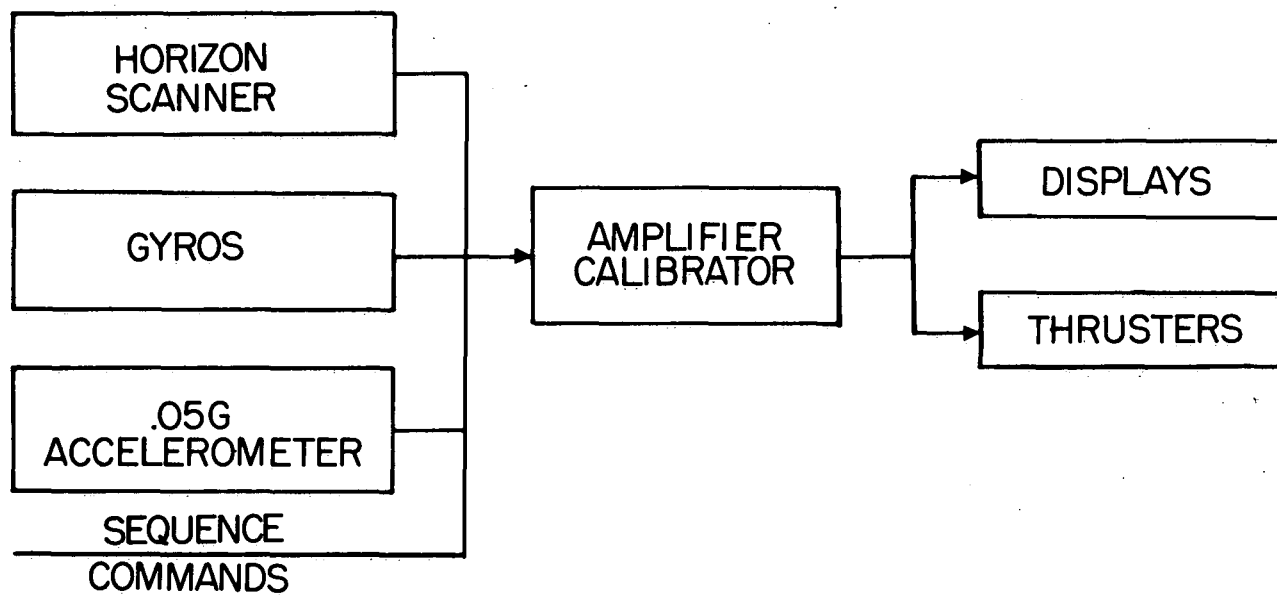 HORIZON
SCANNER
GYROS
.05G
ACCELEROMETER
SEQUENCE
COMMANDS
AMPLIFIER
CALIBRATOR
DISPLAYS
THRUSTERS